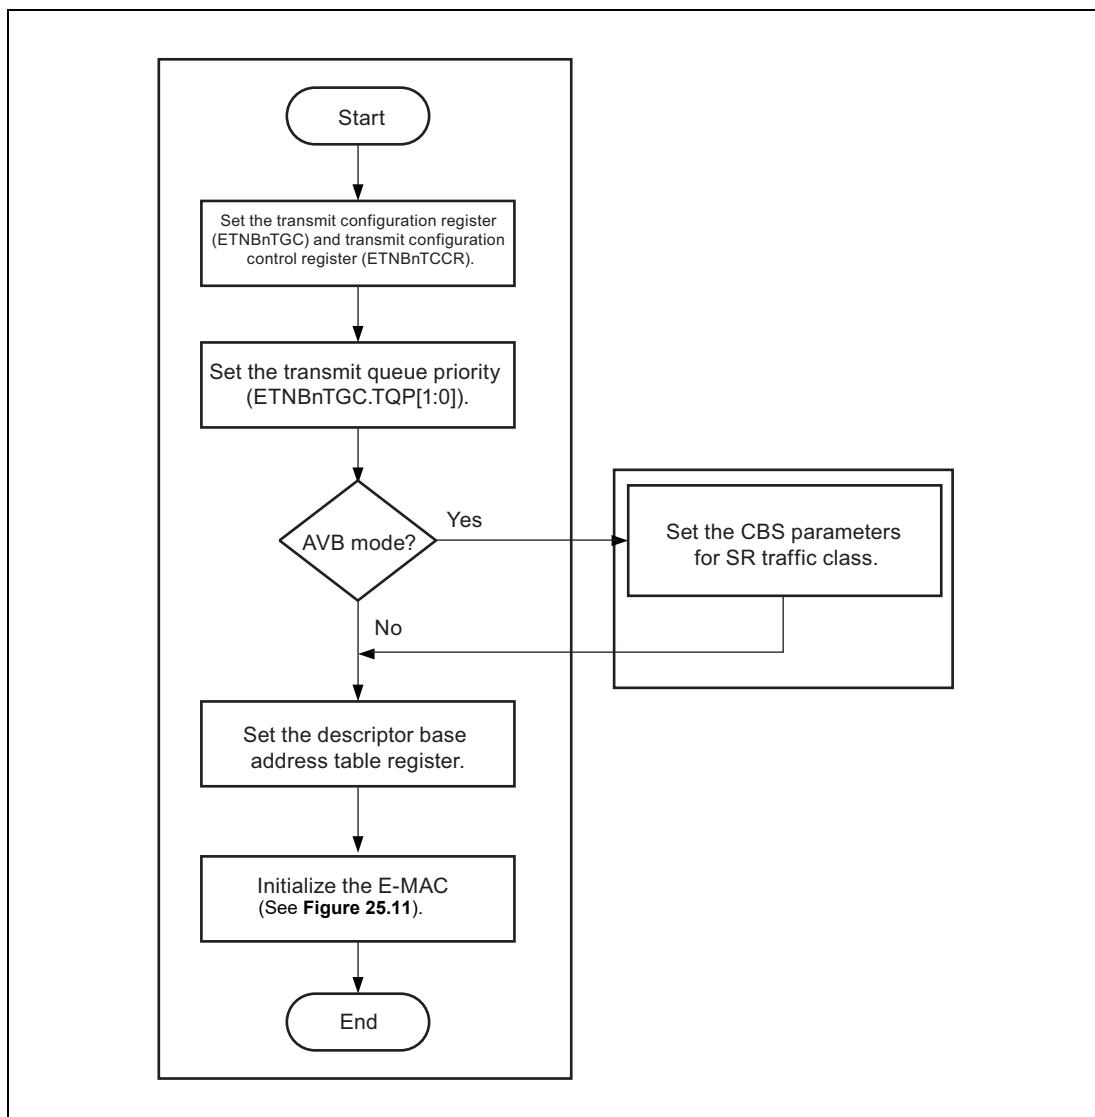 Start
Set the transmit configuration register
(ETNBnTGC) and transmit configuration
control register (ETNBnTCCR).
Set the transmit queue priority
(ETNBnTGC.TQP[1:0]).
AVB mode?
Yes
Set the CBS parameters
for SR traffic class.
No
Set the descriptor base
address table register.
Initialize the E-MAC
(See Figure 25.11).
End